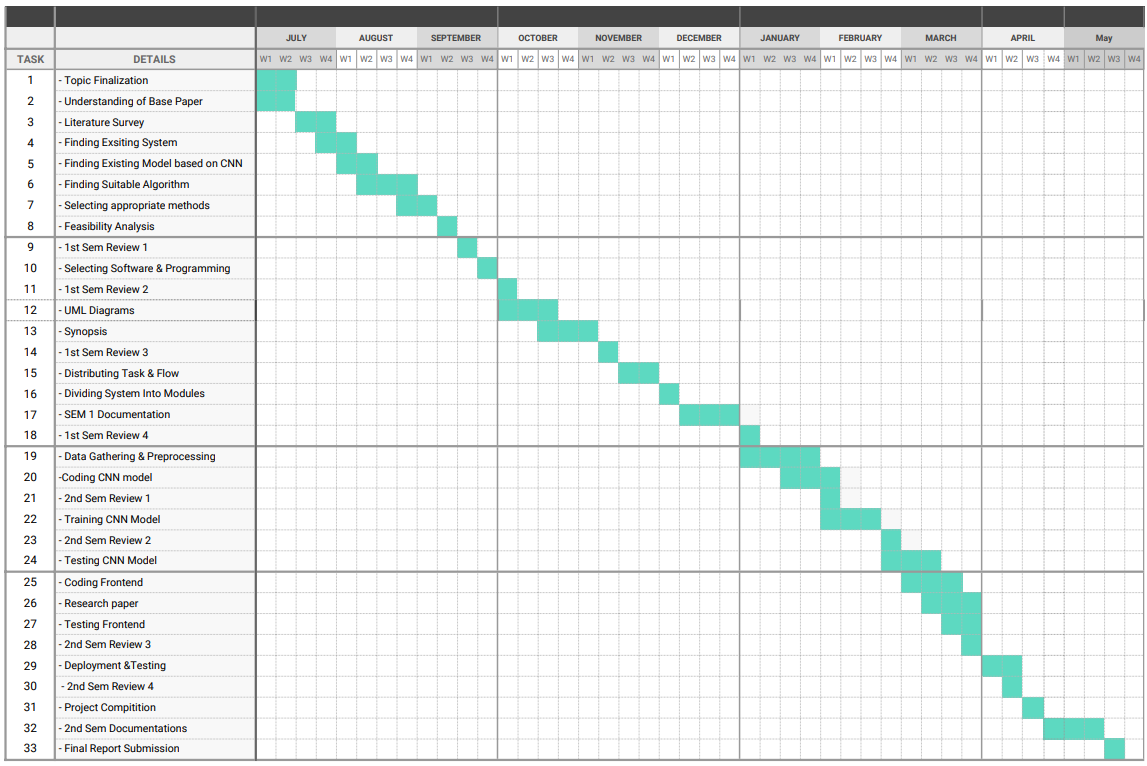 JULY AUGUST SEPTEMBER OCTOBER NOVEMBER DECEMBER JANUARY FEBRUARY MARCH APRIL May
TASK DETAILS W1 W2 W3 W4 W1 W2 W3 W4 W1 W2 W3 W4 W1 W2 W3 W4 W1 W2 W3 W4 W1 W2 W3 W4 W1 W2 W3 W4 W1 W2 W3 W4 W1 W2 W3 W4 W1 W2 W3 W4 W1 W2 W3 W4
1 - Topic Finalization
2 - Understanding of Base Paper
3 - Literature Survey
4 - Finding Exsiting System
5 - Finding Existing Model based on CNN
6 - Finding Suitable Algorithm
7 - Selecting appropriate methods
8 - Feasibility Analysis
9 - 1st Sem Review 1
10 - Selecting Software & Programming
11 - 1st Sem Review 2
12 - UML Diagrams
13 - Synopsis
14 - 1st Sem Review 3
15 - Distributing Task & Flow
16 - Dividing System Into Modules
17 - SEM 1 Documentation
18 - 1st Sem Review 4
19 - Data Gathering & Preprocessing
20 -Coding CNN model
21 - 2nd Sem Review 1
22 - Training CNN Model
23 - 2nd Sem Review 2
24 - Testing CNN Model
25 - Coding Frontend
26 - Research paper
27 - Testing Frontend
28 - 2nd Sem Review 3
29 - Deployment &Testing
30 - 2nd Sem Review 4
31 - Project Compitition
32 - 2nd Sem Documentations
33 - Final Report Submission